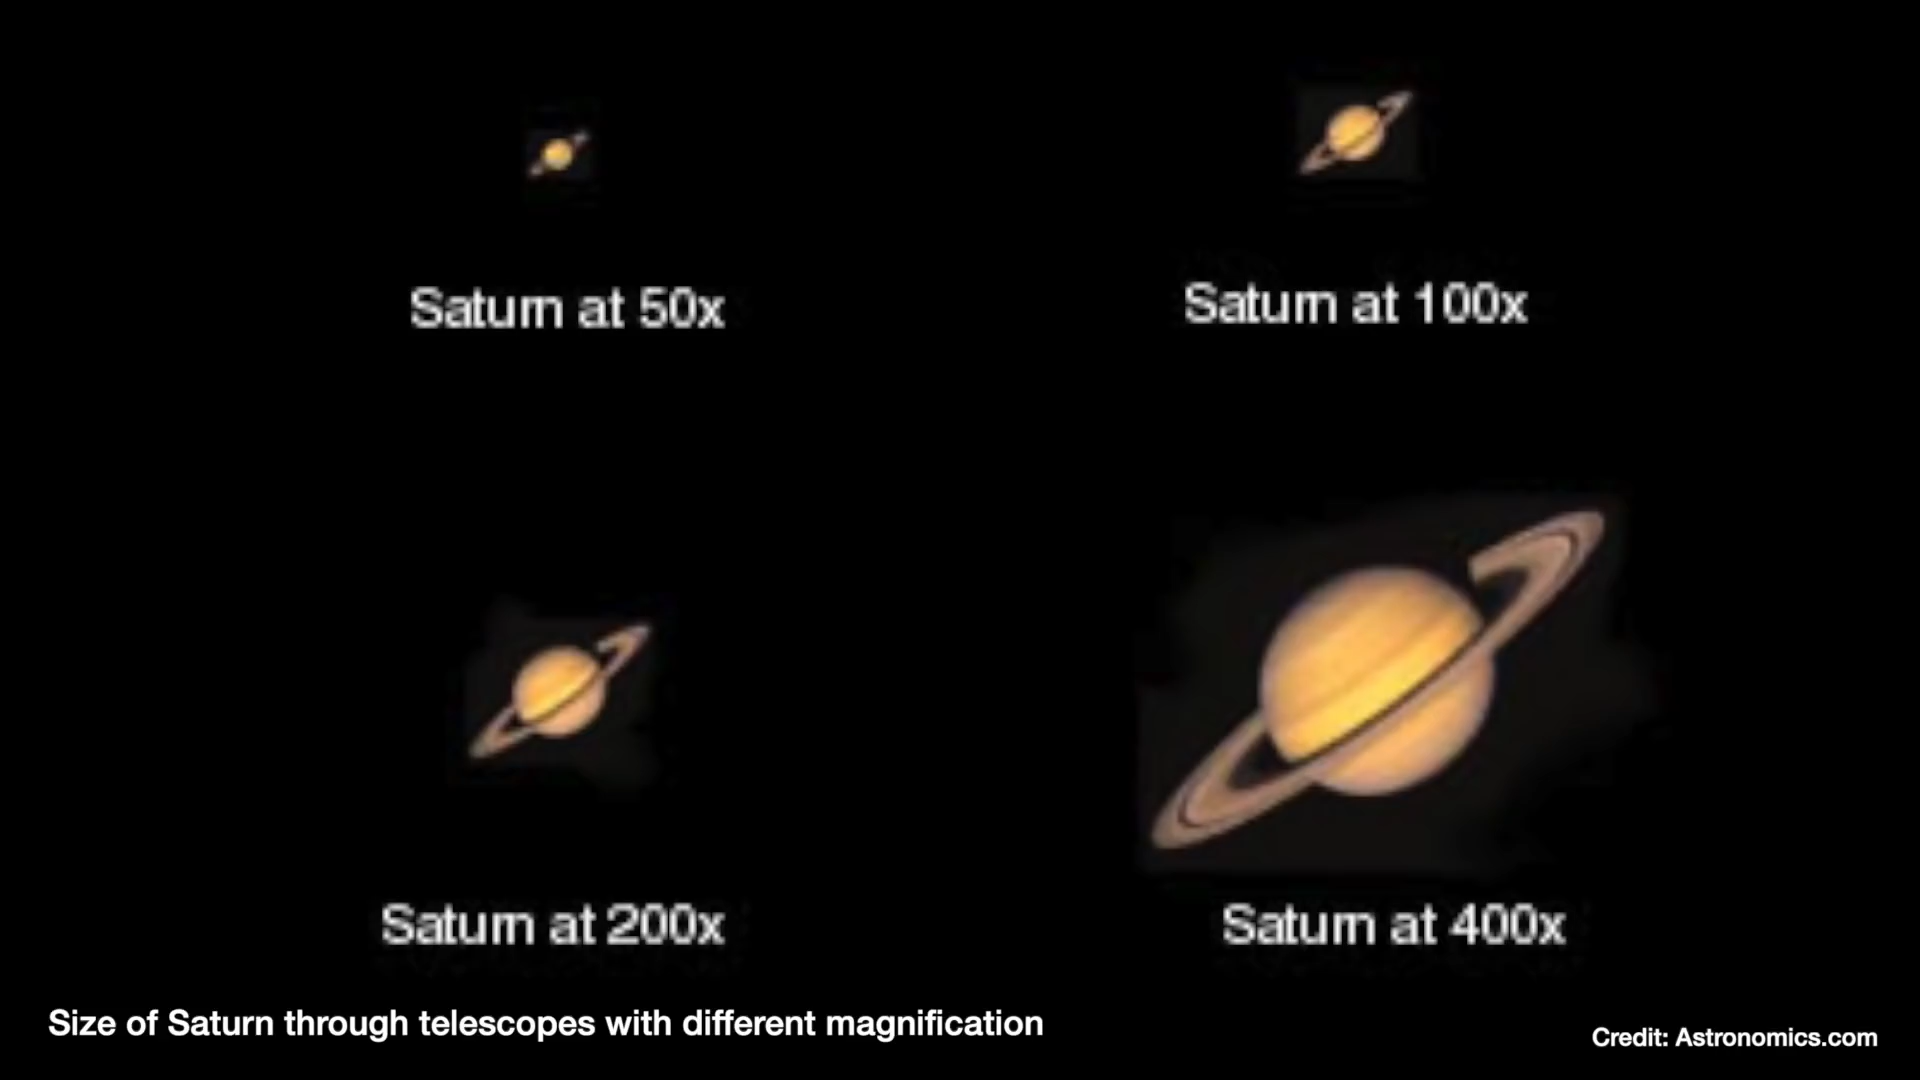 Saturn at 50x
Saturn at 100x
Saturn at 200x
Saturn at 400x
Size of Saturn through telescopes with different magnification
Credit: Astronomics.com